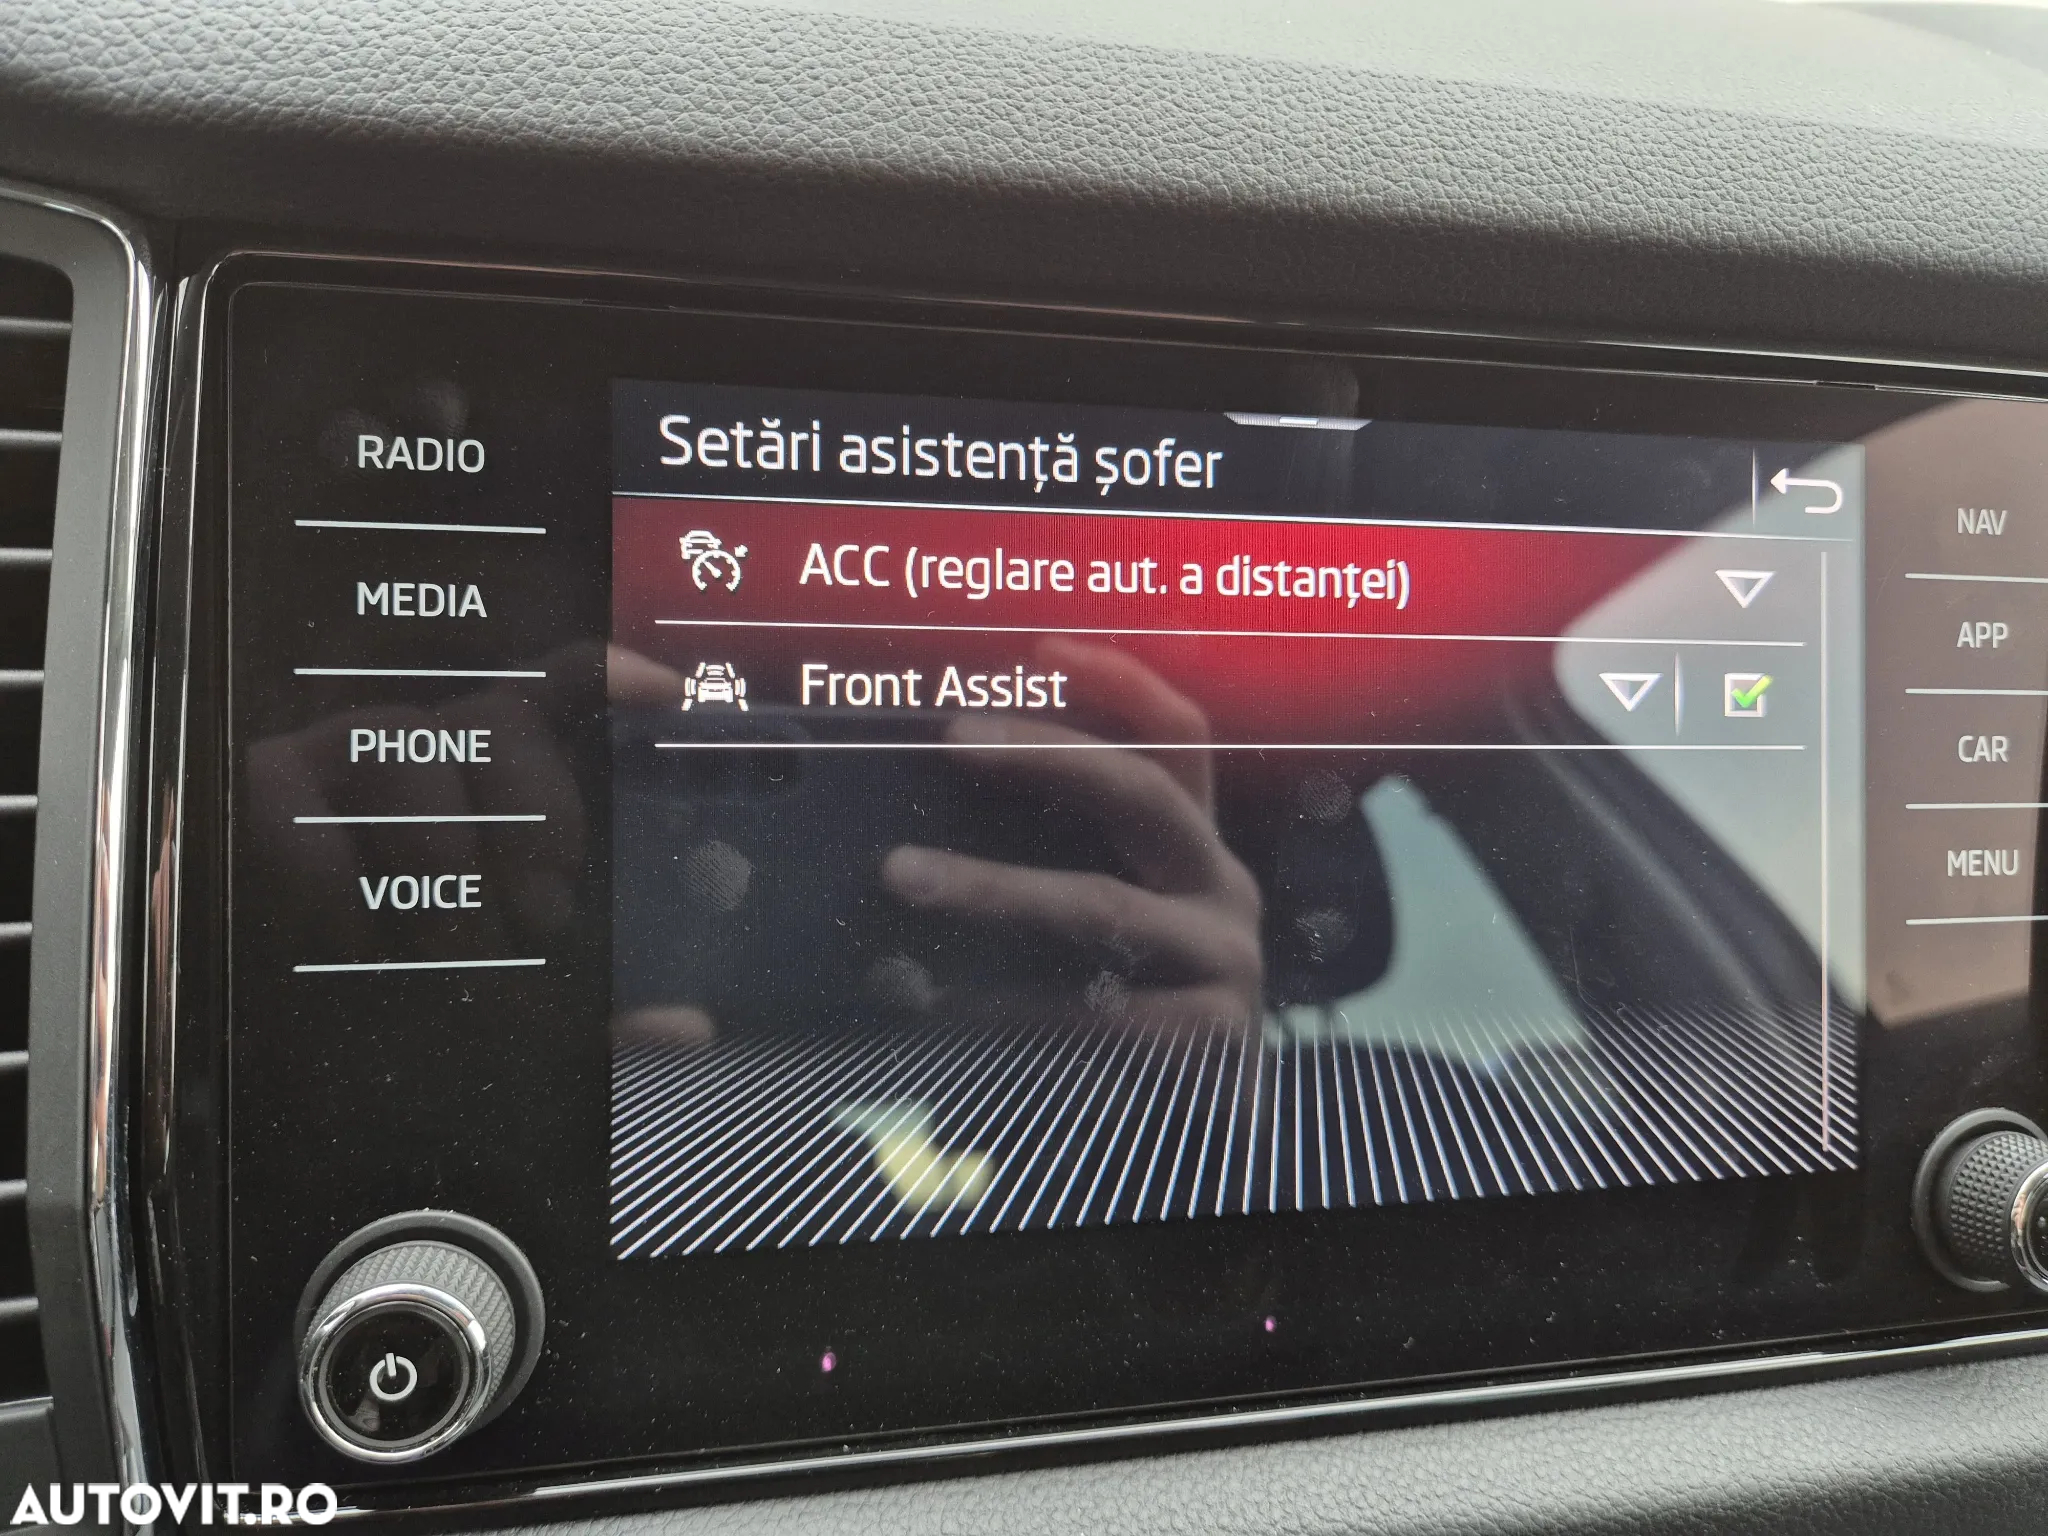 RADIO
MEDIA
PHONE
VOICE
Setări asistență șofer
ACC (reglare aut. a distanței)
Front Assist
NAV
APP
CAR
MENU
AUTOVIT.RO